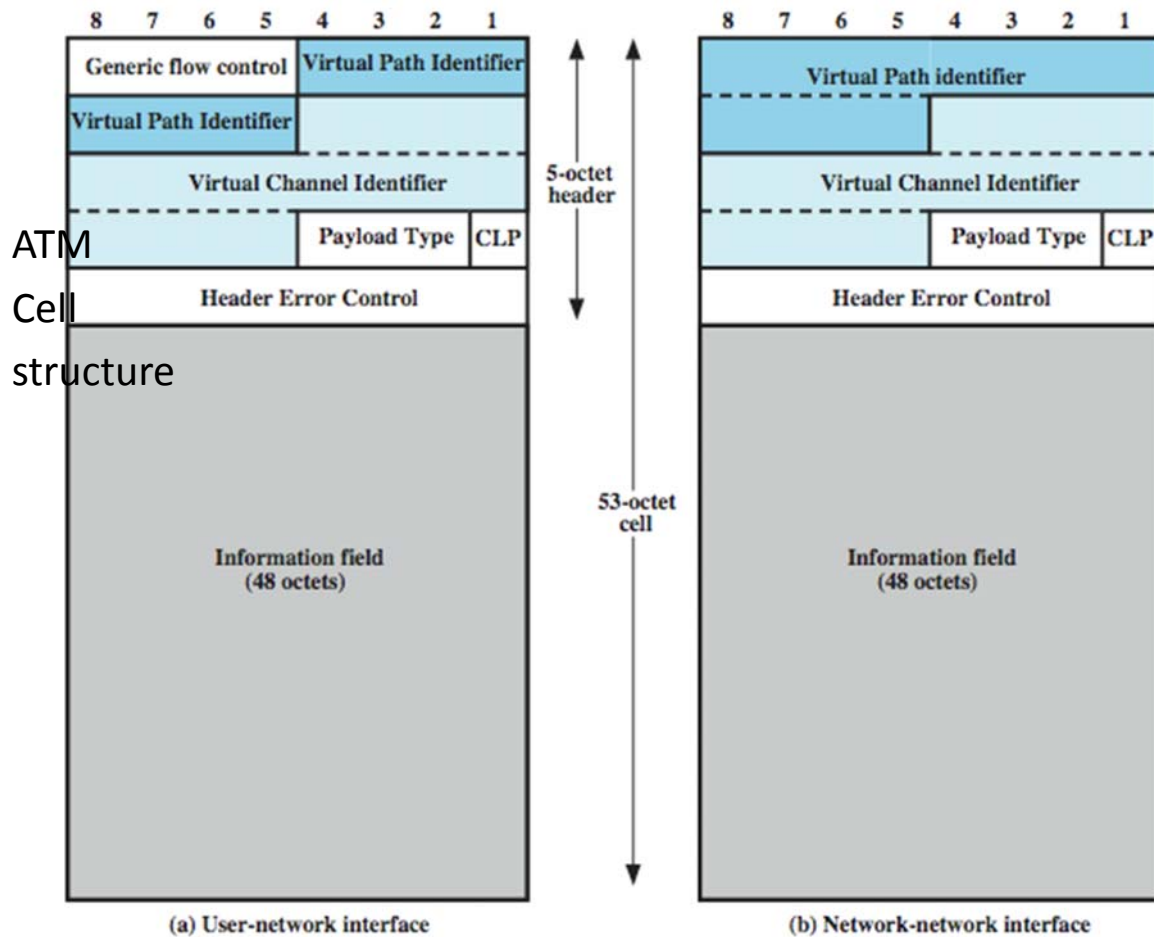 8 7 6 5 4 3 2 1
Generic flow control
Virtual Path Identifier
Virtual Path Identifier
Virtual Channel Identifier
Payload Type
CLP
Header Error Control
Information field
(48 octets)
(a) User-network interface
ATM
Cell
structure
5-octet
header
53-octet
cell
8 7 6 5 4 3 2 1
Virtual Path identifier
Virtual Channel Identifier
Payload Type
CLP
Header Error Control
Information field
(48 octets)
(b) Network-network interface